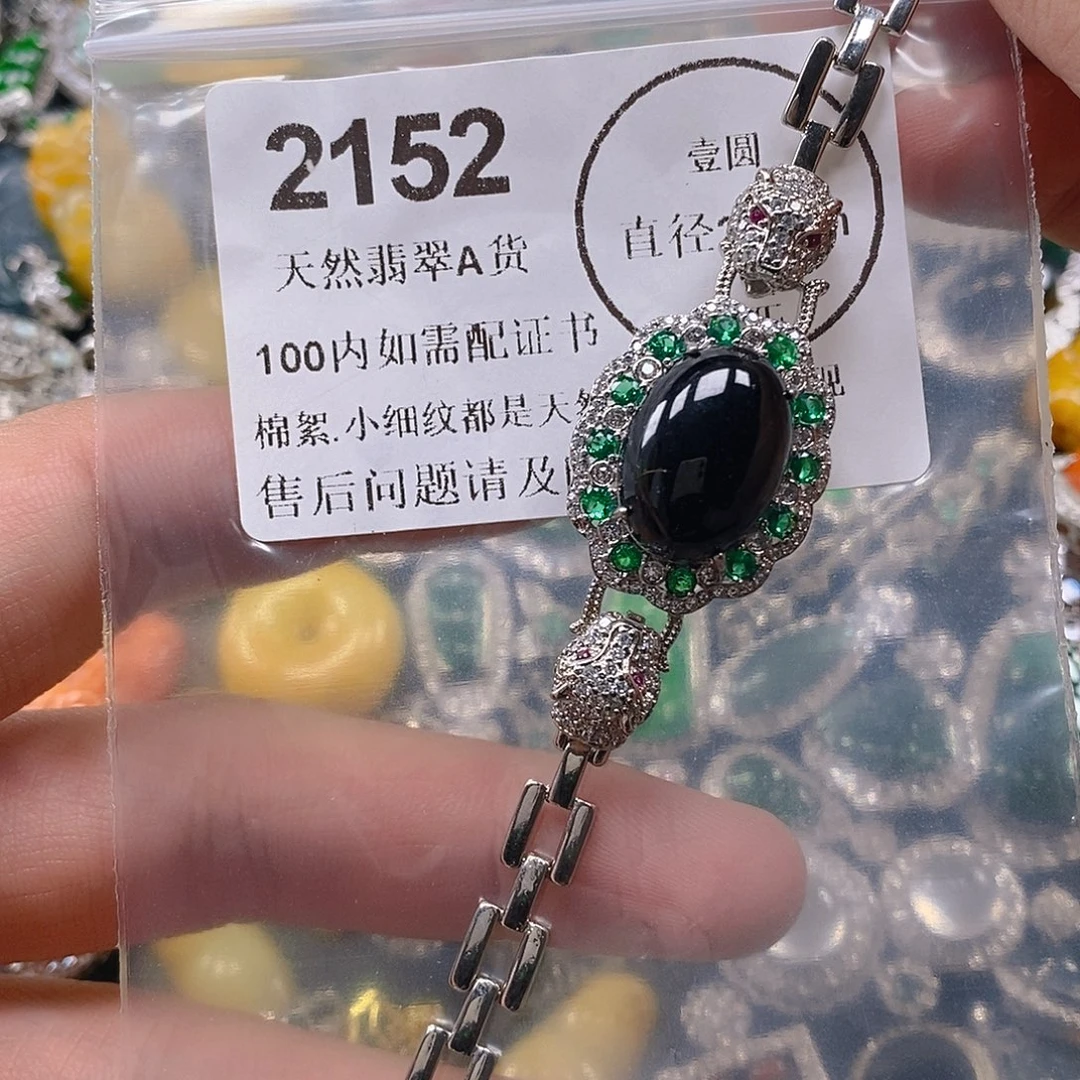 2152
天然翡翠A货
100内如需配证书
棉絮.小细纹都是天然
售后问题请及
壹圆
直径